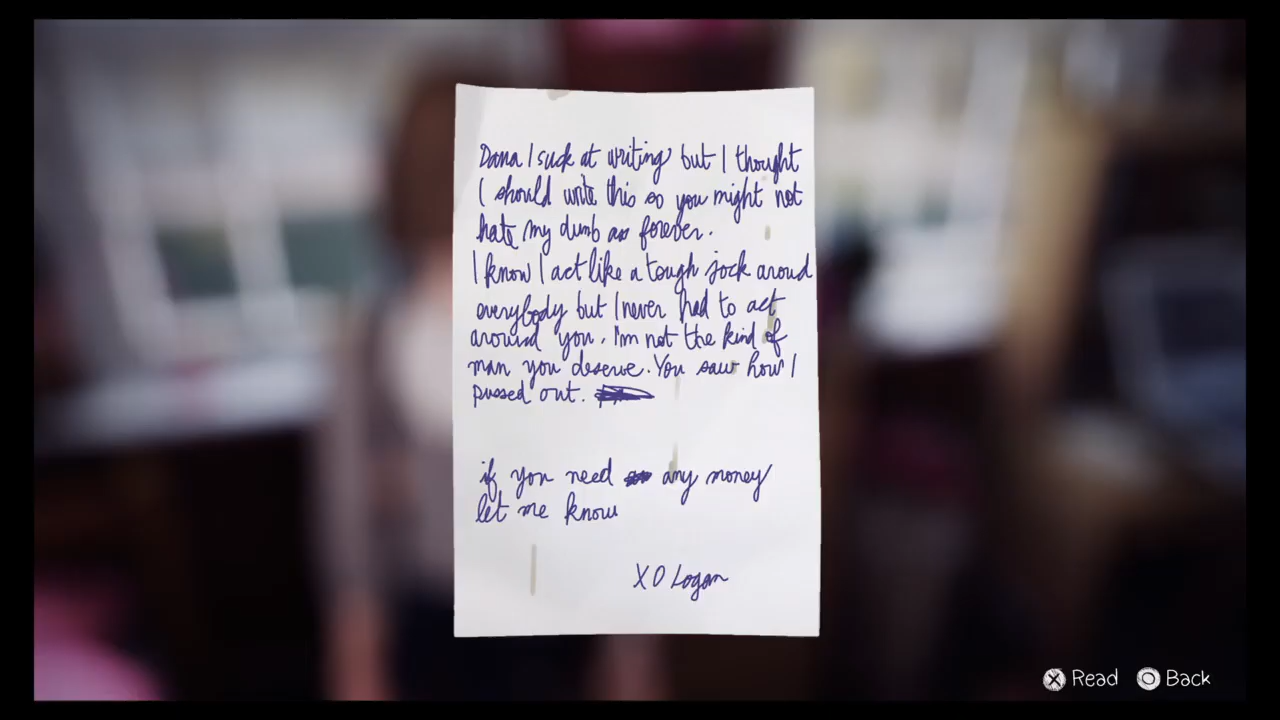 Dana I suck at writing but I thought
I should write this so you might not
hate my dumb ass forever.
I know I act like a tough jock aroud
everybody but I never had to act
around you. I'm not the kind of
man you deserve. You saw how I
pussed out.
if you need any money
let me know
XO Logan
Read Back